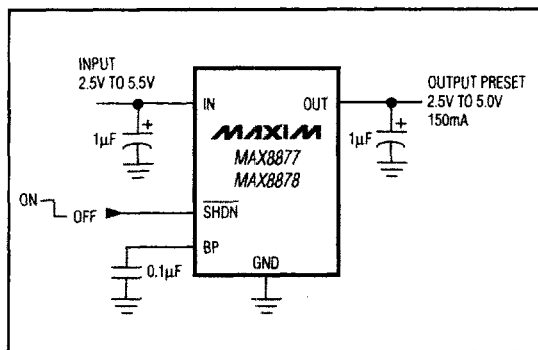 INPUT
2.5V TO 5.5V
IN
OUT
OUTPUT PRESET
2.5V TO 5.0V
150mA
1µF
+
MAXIM
MAX8877
MAX8878
1µF
+
ON
OFF
SHDN
BP
0.1µF
GND